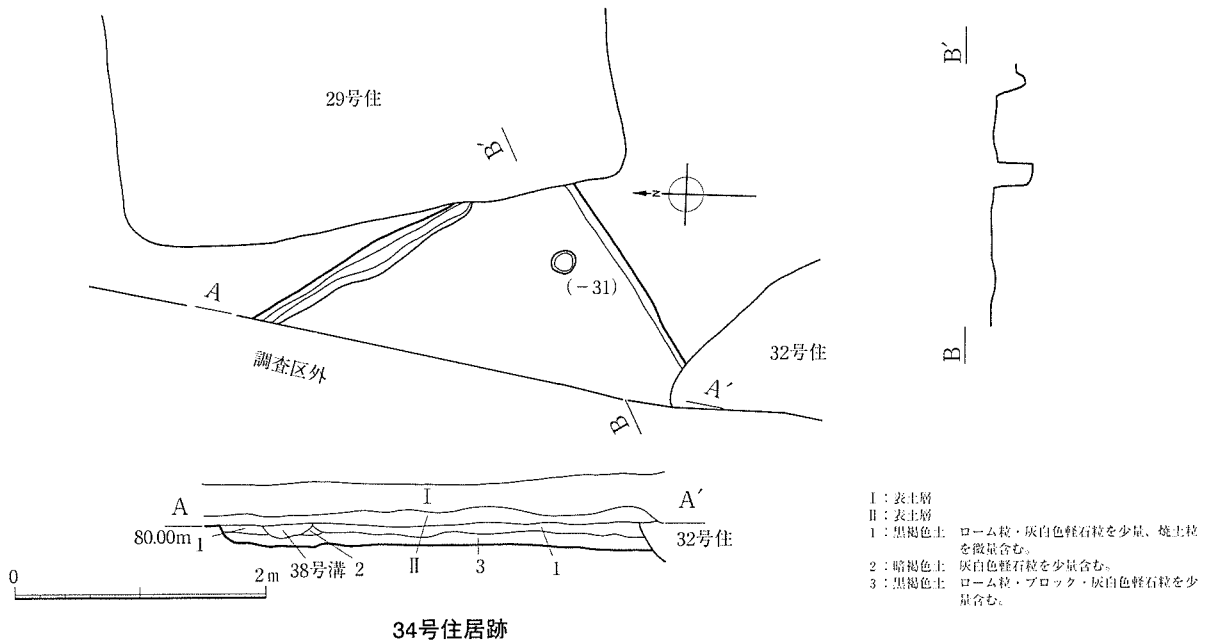 29号住
B′
N
(-31)
A
調査区外
32号住
A′
B
B′
B
A
I
A′
80.00m
1
38号溝
2
II
3
1
32号住
0
2m
I：表土層
II：表土層
1：黒褐色土 ローム粒・灰白色軽石粒を少量、焼土粒
を微量含む。
2：暗褐色土 灰白色軽石粒を少量含む。
3：黒褐色土 ローム粒・ブロック・灰白色軽石粒を少
量含む。
34号住居跡